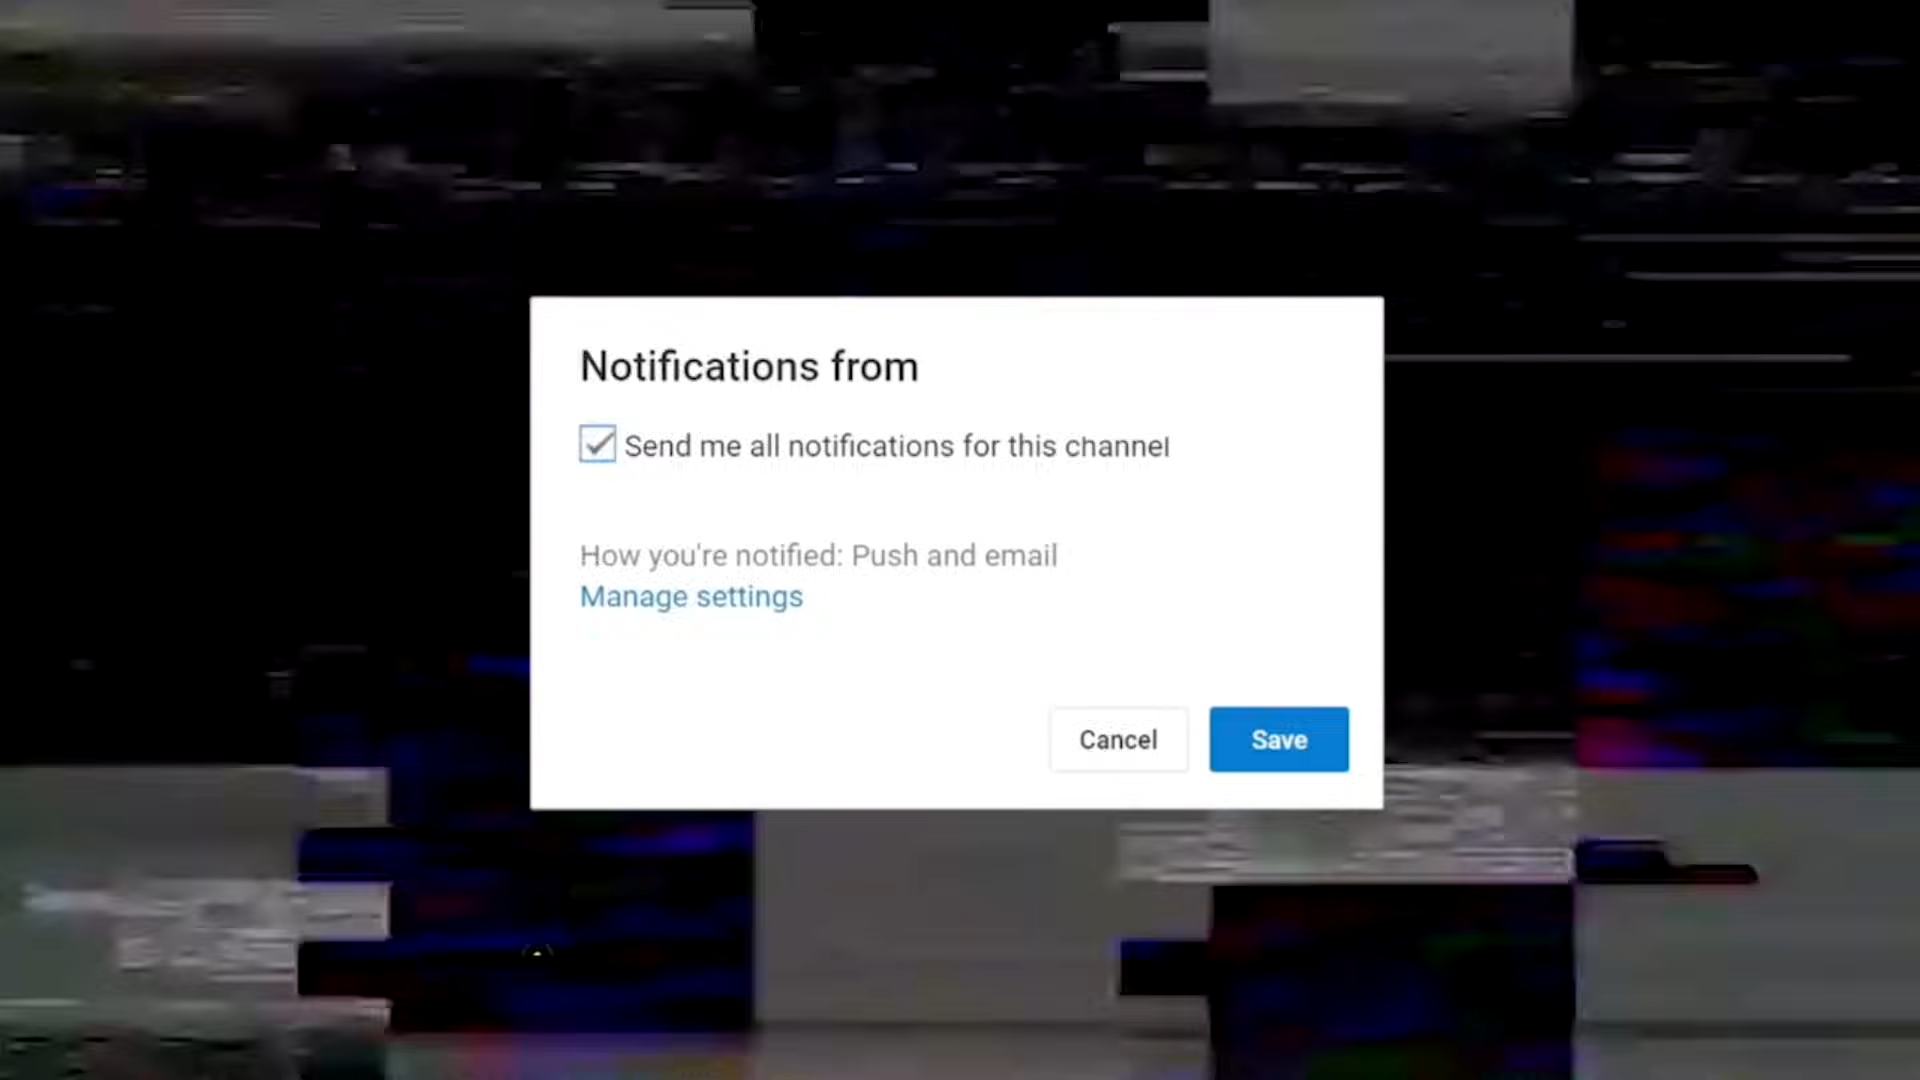 Notifications from
Send me all notifications for this channel
How you're notified: Push and email
Manage settings
Cancel
Save